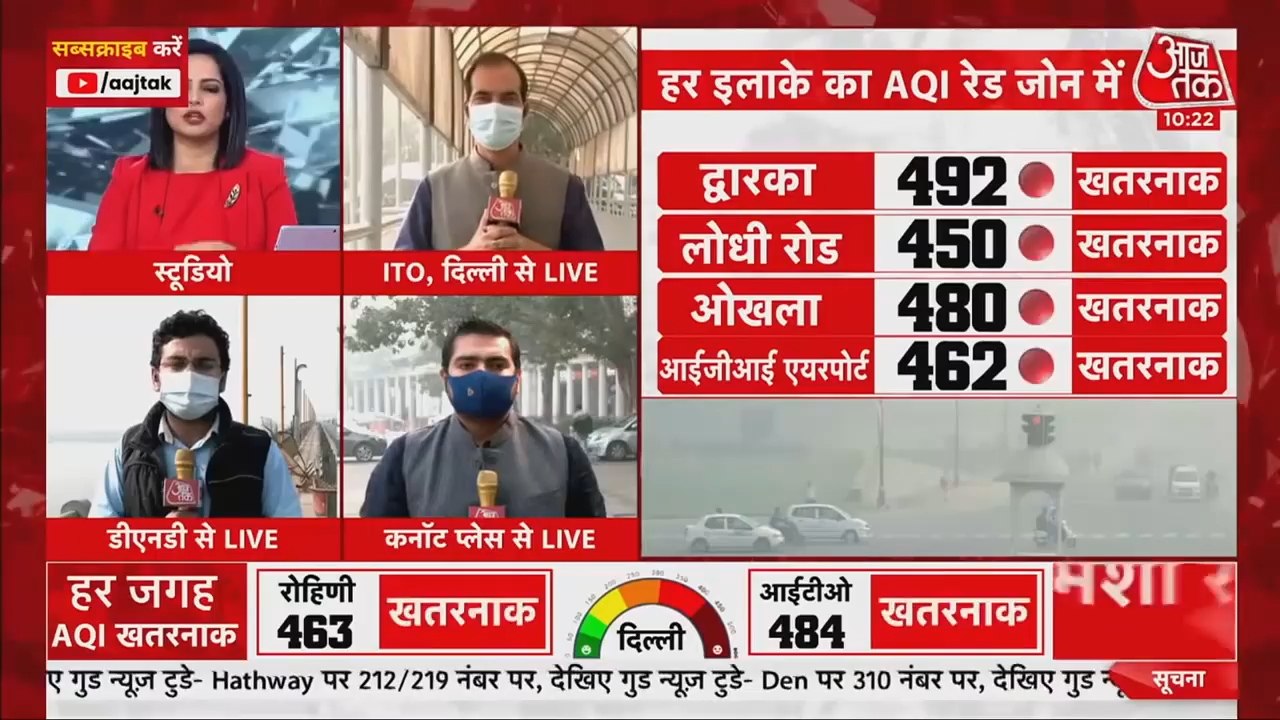 सब्सक्राइब करें
/aajtak
स्टूडियो
ITO, दिल्ली से LIVE
डीएनडी से LIVE
कनॉट प्लेस से LIVE
हर इलाके का AQI रेड जोन में
आज
तक
10:22
द्वारका 492 खतरनाक
लोधी रोड 450 खतरनाक
ओखला 480 खतरनाक
आईजीआई एयरपोर्ट 462 खतरनाक
हर जगह
AQI खतरनाक
रोहिणी
463
खतरनाक
दिल्ली
आईटीओ
484
खतरनाक
ए गुड न्यूज़ टुडे- Hathway पर 212/219 नंबर पर, देखिए गुड न्यूज़ टुडे- Den पर 310 नंबर पर, देखिए गुड
सूचना